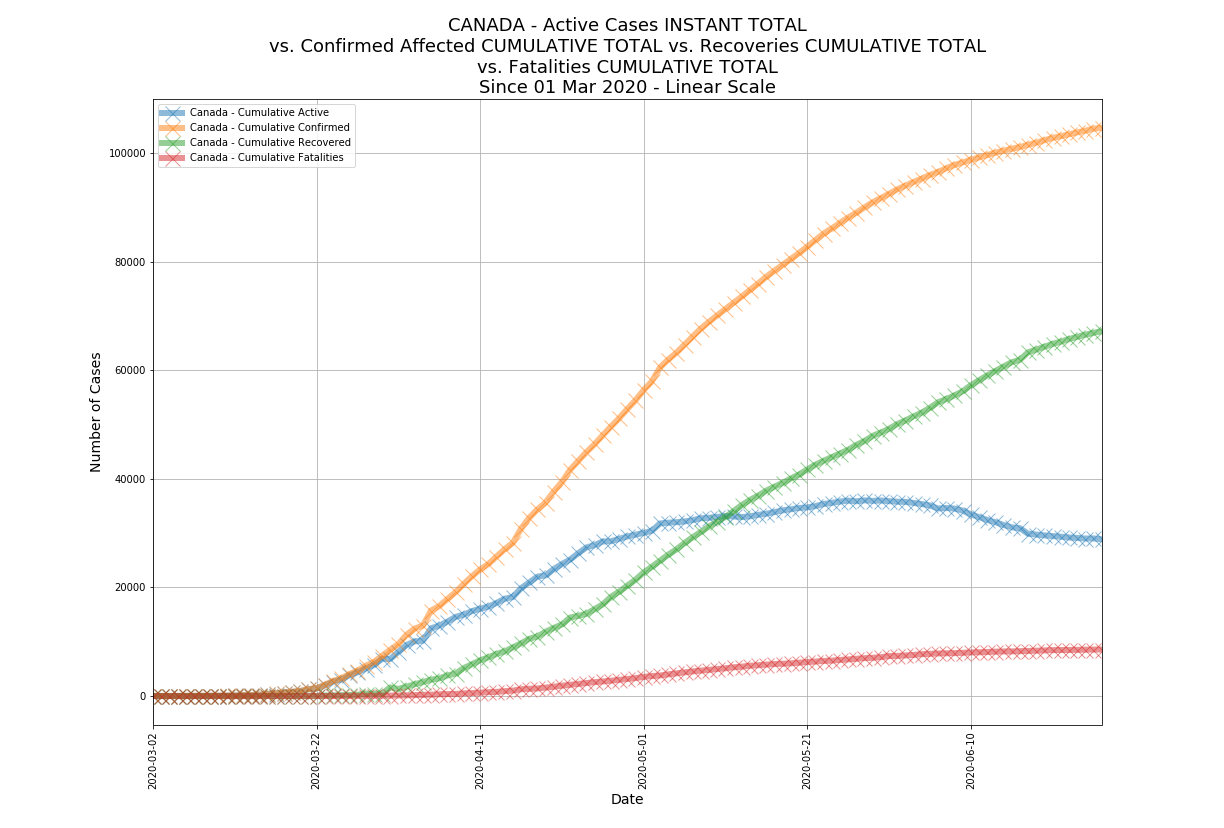 CANADA - Active Cases INSTANT TOTAL
vs. Confirmed Affected CUMULATIVE TOTAL vs. Recoveries CUMULATIVE TOTAL
vs. Fatalities CUMULATIVE TOTAL
Since 01 Mar 2020 - Linear Scale
Canada - Cumulative Active
Canada - Cumulative Confirmed
Canada - Cumulative Recovered
Canada - Cumulative Fatalities
Number of Cases
100000
80000
60000
40000
20000
0
2020-03-02
2020-03-22
2020-04-11
2020-05-01
2020-05-21
2020-06-10
Date